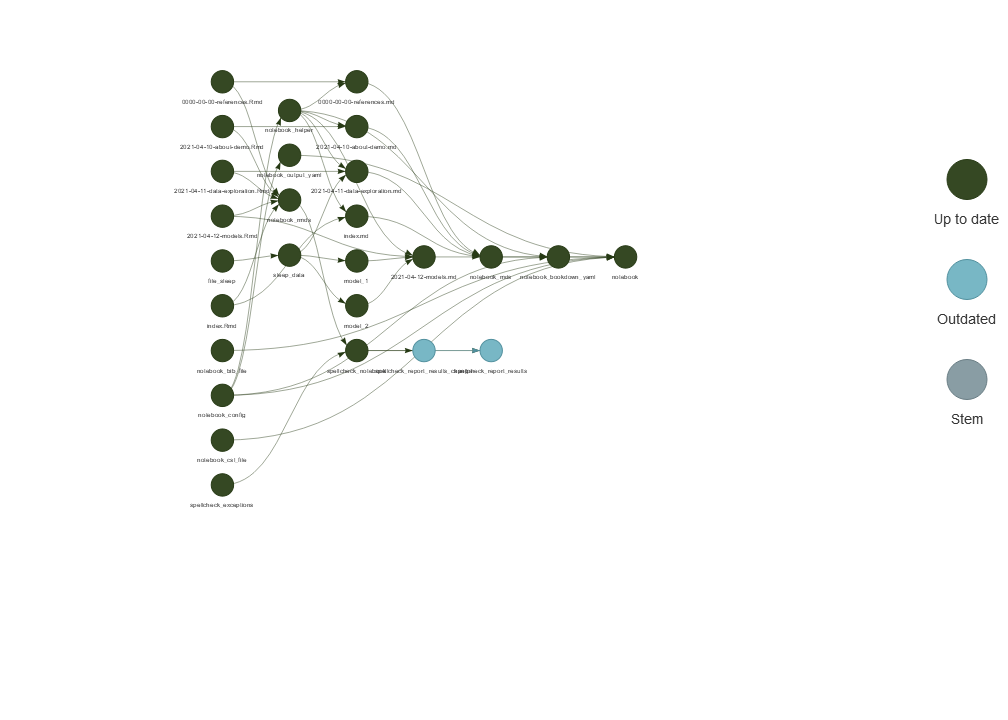 0000-00-00-references.Rmd
0000-00-00-references.md
notebook_helper
2021-04-10-about-demo.Rmd
2021-04-10-about-demo.md
notebook_output_yaml
2021-04-11-data-exploration.Rmd
2021-04-11-data-exploration.md
notebook_rmds
2021-04-12-models.Rmd
index.md
file_sleep
sleep_data
model_1
2021-04-12-models.md
notebook_mds
notebook_bookdown_yaml
notebook
index.Rmd
model_2
notebook_bib_file
spellcheck_notebook
spellcheck_report_results
notebook_config
notebook_csl_file
spellcheck_exceptions
Up to date
Outdated
Stem